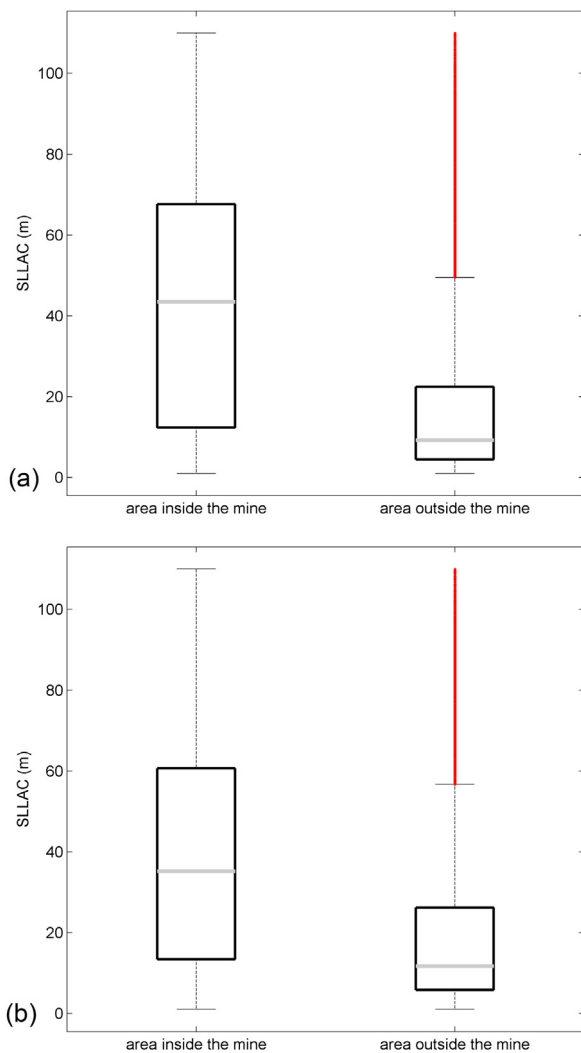 100
80
60
SLLAC (m)
40
20
0
(a)
area inside the mine
area outside the mine
100
80
60
SLLAC (m)
40
20
0
(b)
area inside the mine
area outside the mine